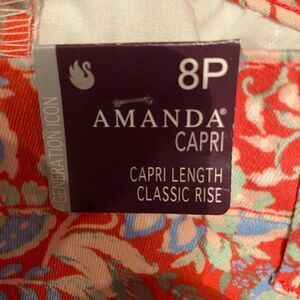 8P
GENERATION ICON
AMANDA®
CAPRI
CAPRI LENGTH
CLASSIC RISE